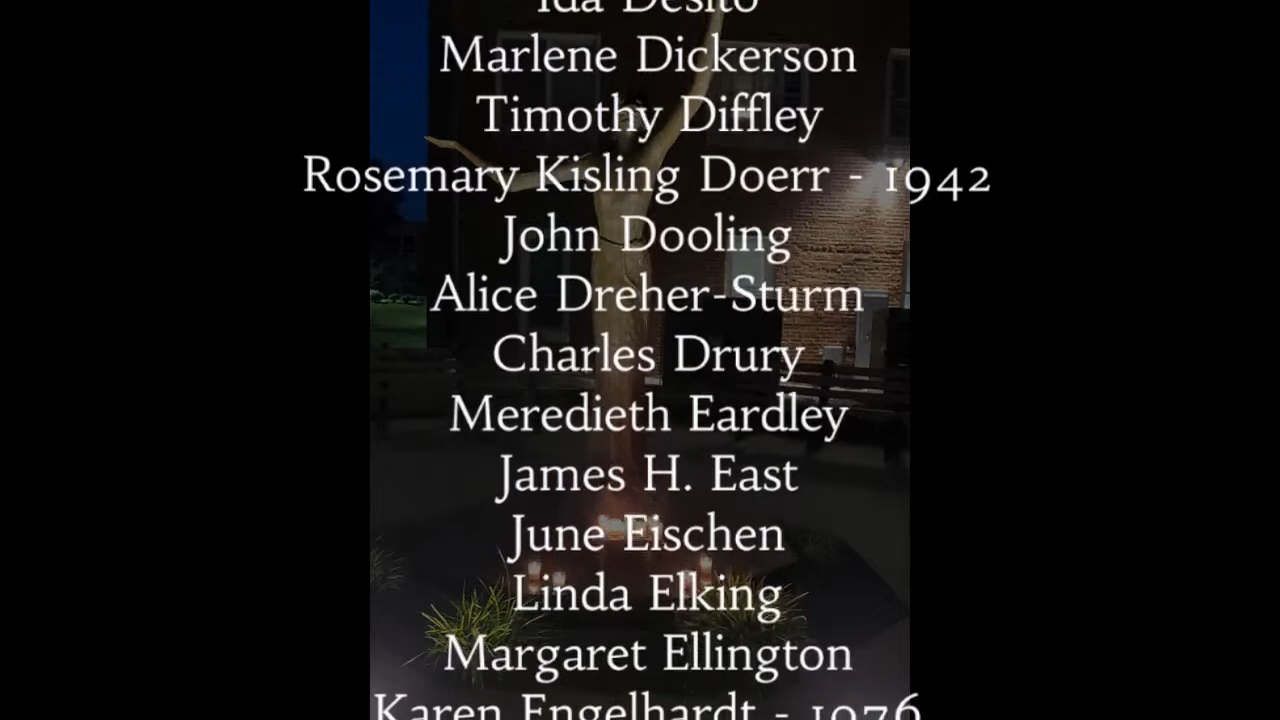 Ida Desito
Marlene Dickerson
Timothy Diffley
Rosemary Kisling Doerr - 1942
John Dooling
Alice Dreher-Sturm
Charles Drury
Meredieth Eardley
James H. East
June Eischen
Linda Elking
Margaret Ellington
Karen Engelhardt - 1976